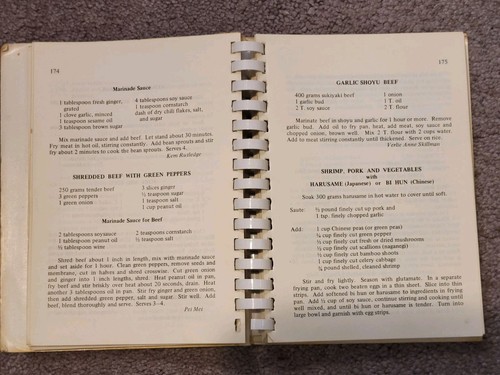 174
Marinade Sauce
1 tablespoons fresh ginger, grated
1 clove garlic, minced
1 teaspoon sesame oil
3 tablespoons brown sugar
4 tablespoons soy sauce
1 teaspoon cornstarch
dash of dry chili flakes, salt, and sugar
Mix marinade sauce and add beef. Let stand about 30 minutes.
Fry meat in hot oil, stirring constantly. Add bean sprouts and stir
fry about 2 minutes to cook the bean sprouts. Serves 4.
Kem Rutledge
SHREDDED BEEF WITH GREEN PEPPERS
250 grams tender beef
3 green peppers
1 green onion
3 slices ginger
½ teaspoon sugar
1 teaspoon salt
1 cup peanut oil
Marinade Sauce for Beef
2 tablespoons soysauce
1 tablespoon peanut oil
½ tablespoon wine
2 teaspoons cornstarch
½ teaspoon salt
Shred beef about 1 inch in length, mix with marinade sauce
and set aside for 1 hour. Clean green peppers, remove seeds and
membrane, cut in halves and shred crosswise. Cut green onion
and ginger into 1 inch lengths, shred. Heat peanut oil in pan,
fry beef and stir briskly over heat about 20 seconds, drain. Heat
another 3 tablespoons oil in pan. Stir fry ginger and green onion,
then add shredded green pepper, salt and sugar. Stir well. Add
beef, blend thoroughly and serve. Serves 3-4.
Pei Mei
175
GARLIC SHOYU BEEF
400 grams sukiyaki beef
1 garlic bud
2 T. soy sauce
1 onion
1 T. oil
2 T. flour
Marinate beef in shoyu and garlic for 1 hour or more. Remove
garlic bud. Add oil to fry pan, heat, add meat, soy sauce and
chopped onion, brown well. Mix 2 T. flour with 2 cups water.
Add to meat stirring constantly until thickened. Serve on rice.
Verlie Anne Skillman
SHRIMP, PORK AND VEGETABLES
with
HARUSAME (Japanese) or BI HUN (Chinese)
Soak 300 grams harusame in hot water to cover until soft.
Saute: ½ pound finely cut up pork and
1 tsp. finely chopped garlic
Add: 1 cup Chinese peas (or green peas)
¾ cup finely cut green pepper
½ cup finely cut fresh or dried mushrooms
½ cup finely cut scallions (naganegi)
½ cup finely cut bamboo shoots
1 cup finely cut celery cabbage
¾ pound shelled, cleaned shrimp
Stir and fry lightly. Season with glutamate. In a separate
frying pan, cook two beaten eggs in a thin sheet. Slice into thin
strips. Add softened bi hun or harusame to ingredients in frying
pan. Add ½ cup of soy sauce, continue stirring and cooking until
well mixed, and until bi hun or harusame is tender. Turn into
large bowl and garnish with egg strips.